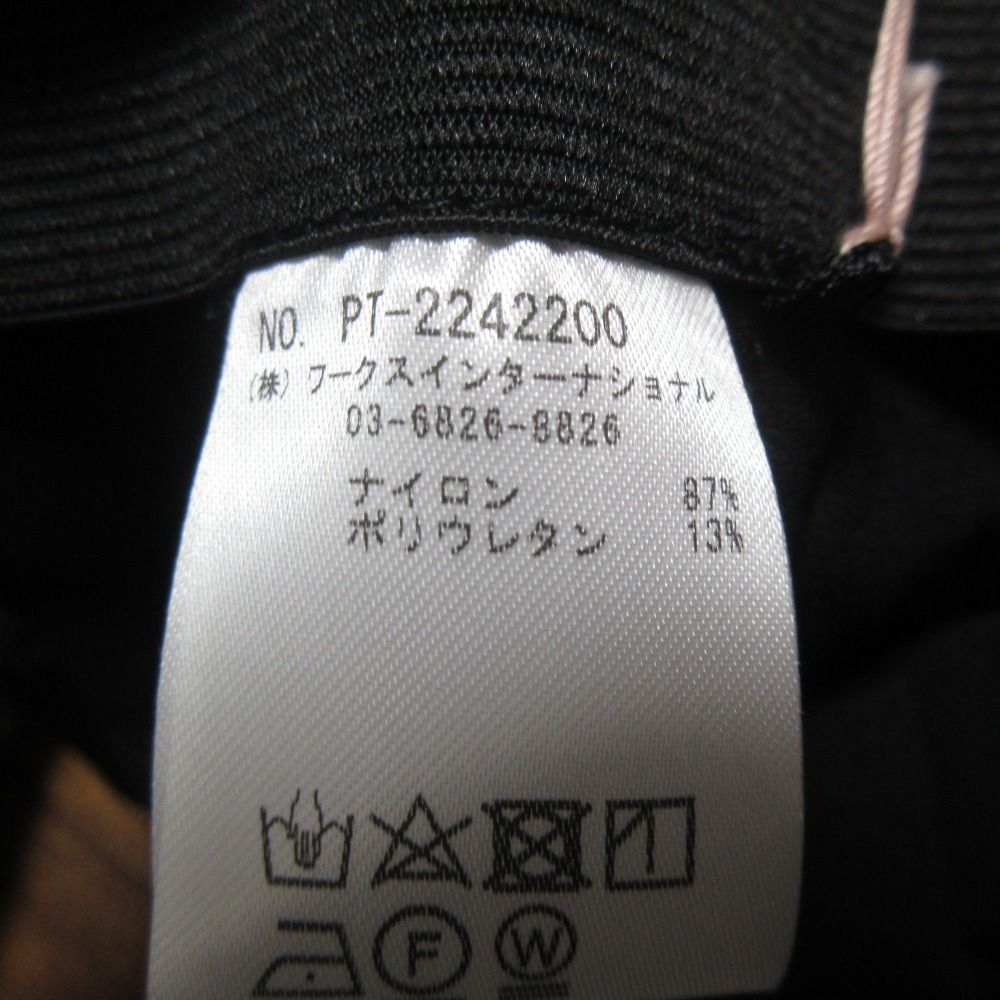 NO. PT-2242200
(株)ワークスインターナショナル
03-6826-8826
ナイロン 87%
ポリウレタン 13%
F W